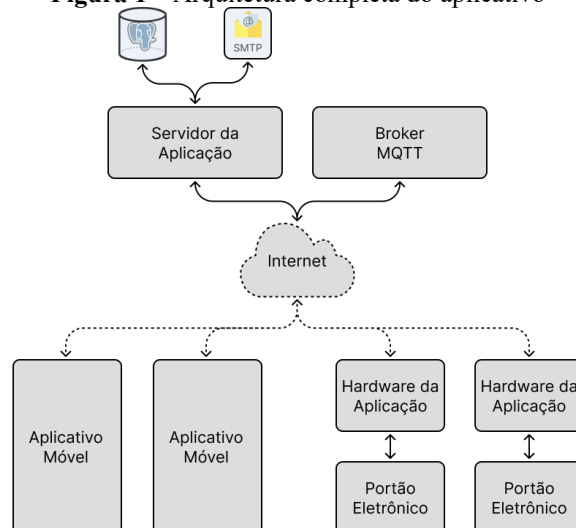 Figura 1 – Arquitetura completa do aplicativo
@
SMTP
Servidor da
Aplicação
Broker
MQTT
Internet
Aplicativo
Móvel
Aplicativo
Móvel
Hardware da
Aplicação
Hardware da
Aplicação
Portão
Eletrônico
Portão
Eletrônico